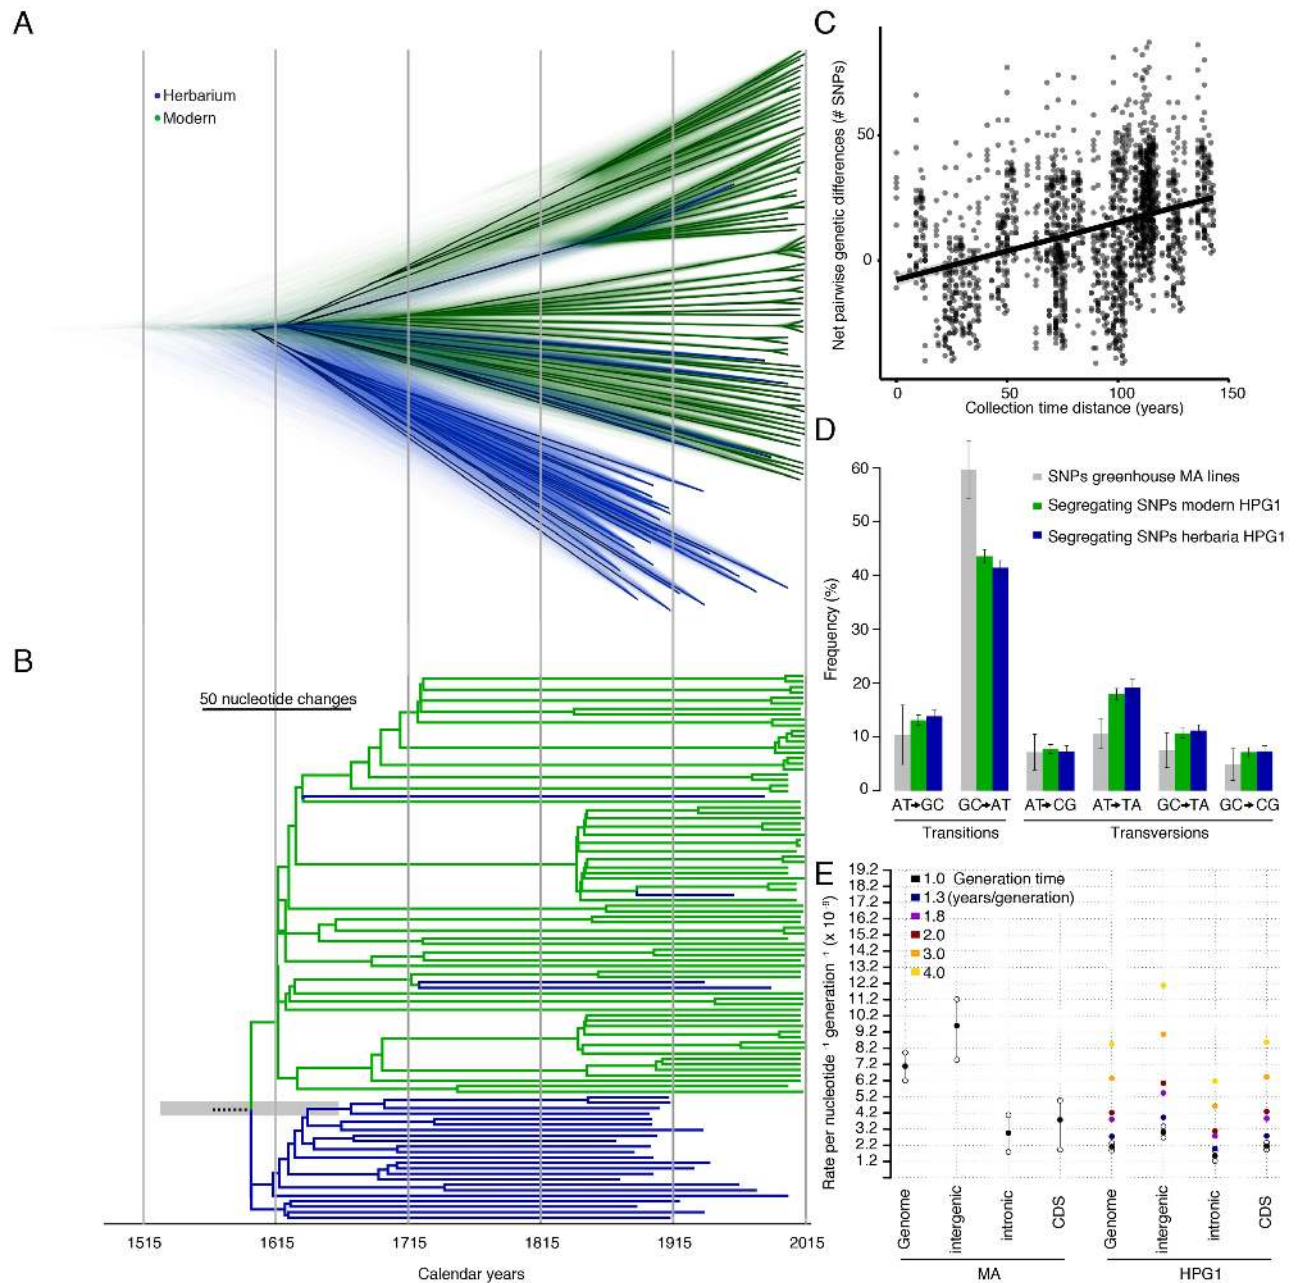 A
Herbarium
Modern
B
50 nucleotide changes
1515 1615 1715 1815 1915 2015
Calendar years
C
Net pairwise genetic differences (# SNPs)
50
0
0 50 100 150
Collection time distance (years)
D
Frequency (%)
60
50
40
30
20
10
0
SNPs greenhouse MA lines
Segregating SNPs modern HPG1
Segregating SNPs herbaria HPG1
AT→GC GC→AT AT→CG AT→TA GC→TA GC→CG
Transitions Transversions
E
Rate per nucleotide ⁻¹ generation ⁻¹ (x 10 ⁻⁹)
19.2
18.2
17.2
16.2
15.2
14.2
13.2
12.2
11.2
10.2
9.2
8.2
7.2
6.2
5.2
4.2
3.2
2.2
1.2
1.0 Generation time
1.3 (years/generation)
1.8
2.0
3.0
4.0
Genome intergenic intronic CDS Genome intergenic intronic CDS
MA HPG1